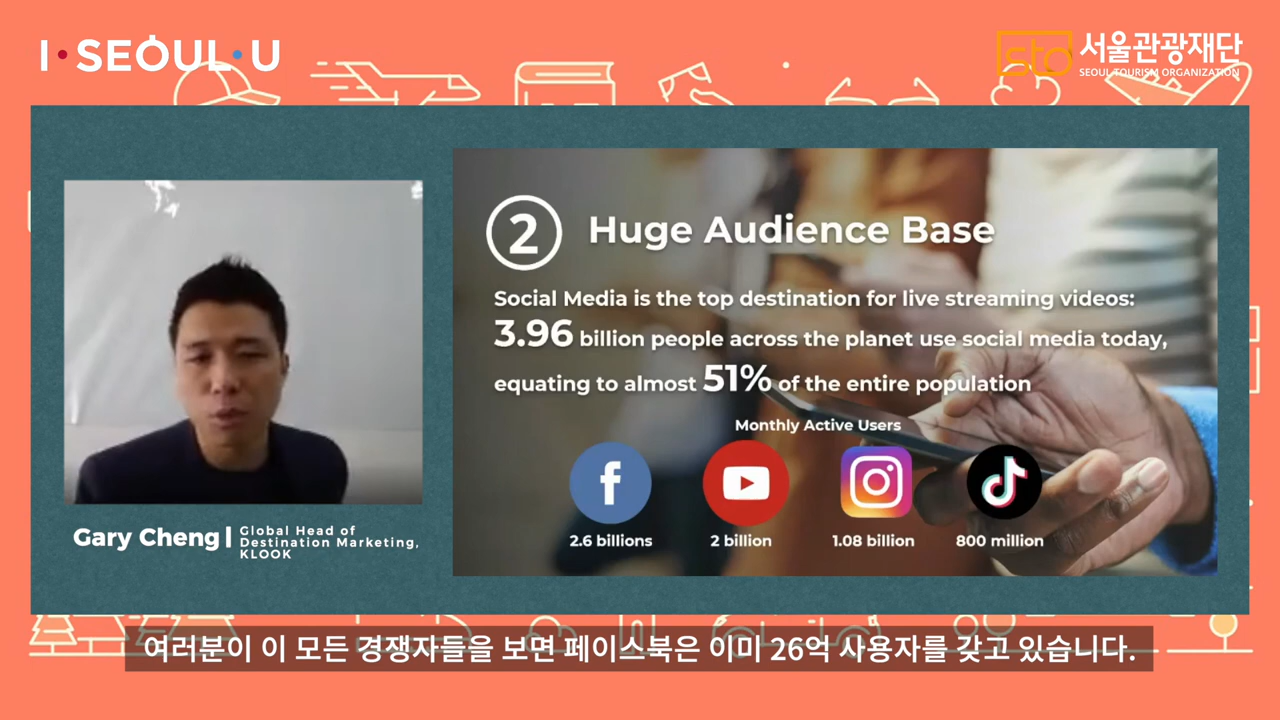 I·SEOUL·U
sto 서울관광재단
SEOUL TOURISM ORGANIZATION
2 Huge Audience Base
Social Media is the top destination for live streaming videos:
3.96 billion people across the planet use social media today,
equating to almost 51% of the entire population
Monthly Active Users
2.6 billions 2 billion 1.08 billion 800 million
Gary Cheng | Global Head of
Destination Marketing,
KLOOK
여러분이 이 모든 경쟁자들을 보면 페이스북은 이미 26억 사용자를 갖고 있습니다.